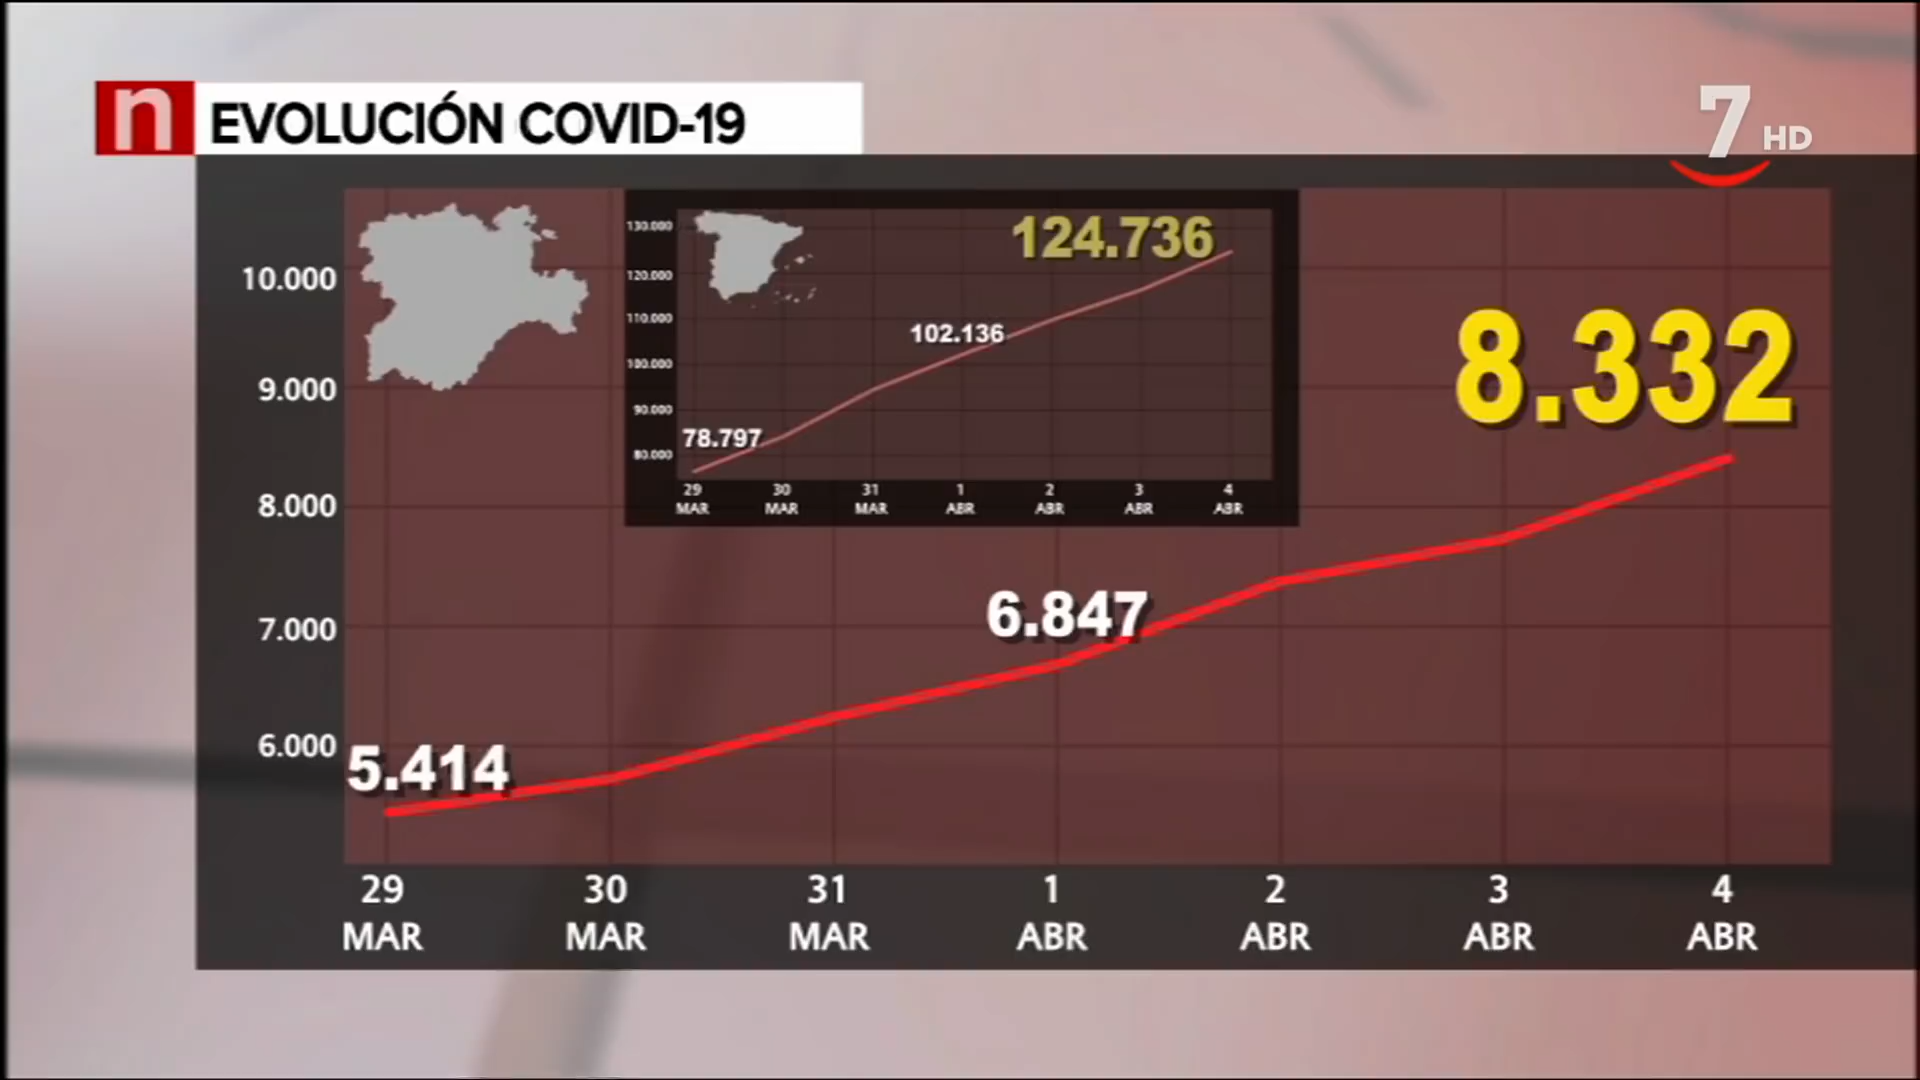 n EVOLUCIÓN COVID-19
7 HD
10.000
9.000
8.000
7.000
6.000
5.414
6.847
8.332
29 MAR
30 MAR
31 MAR
1 ABR
2 ABR
3 ABR
4 ABR
130.000
120.000
110.000
100.000
90.000
80.000
78.797
102.136
124.736
29 MAR
30 MAR
31 MAR
1 ABR
2 ABR
3 ABR
4 ABR